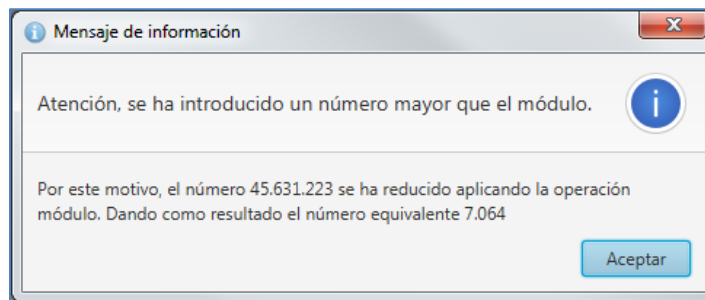 Mensaje de información
Atención, se ha introducido un número mayor que el módulo.
Por este motivo, el número 45.631.223 se ha reducido aplicando la operación
módulo. Dando como resultado el número equivalente 7.064
Aceptar